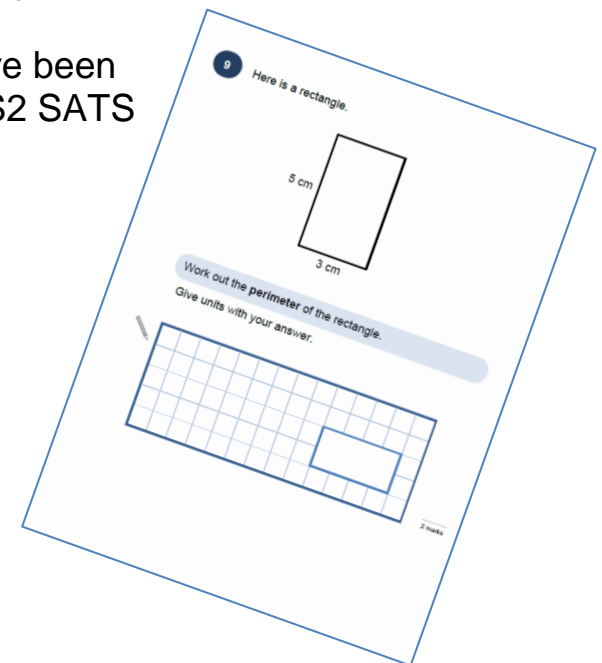 ve been
S2 SATS
9
Here is a rectangle.
5 cm
3 cm
Work out the perimeter of the rectangle.
Give units with your answer.
2 marks